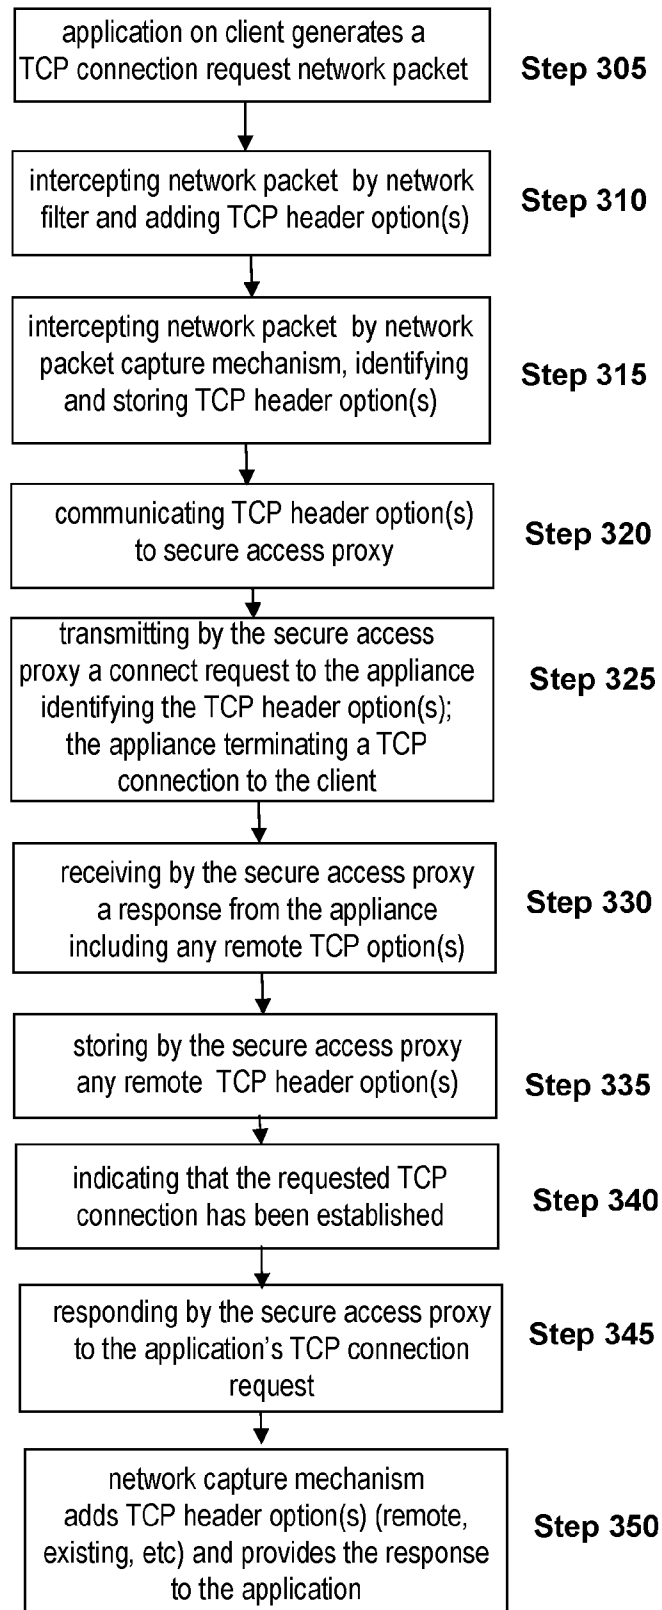 application on client generates a
TCP connection request network packet
Step 305
intercepting network packet by network
filter and adding TCP header option(s)
Step 310
intercepting network packet by network
packet capture mechanism, identifying
and storing TCP header option(s)
Step 315
communicating TCP header option(s)
to secure access proxy
Step 320
transmitting by the secure access
proxy a connect request to the appliance
identifying the TCP header option(s);
the appliance terminating a TCP
connection to the client
Step 325
receiving by the secure access proxy
a response from the appliance
including any remote TCP option(s)
Step 330
storing by the secure access proxy
any remote TCP header option(s)
Step 335
indicating that the requested TCP
connection has been established
Step 340
responding by the secure access proxy
to the application's TCP connection
request
Step 345
network capture mechanism
adds TCP header option(s) (remote,
existing, etc) and provides the response
to the application
Step 350